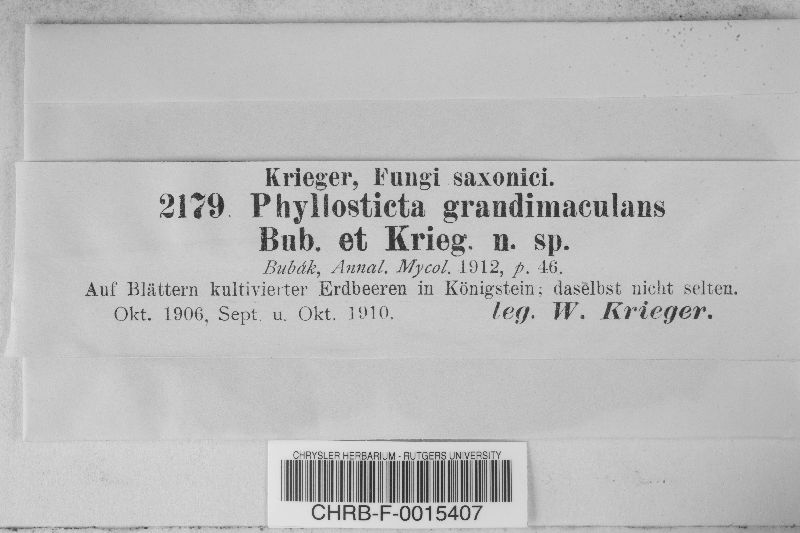 Krieger, Fungi saxonici.
2179. Phyllosticta grandimaculans
Bub. et Krieg. n. sp.
Bubák, Annal. Mycol. 1912, p. 46.
Auf Blättern kultivierter Erdbeeren in Königstein; daselbst nicht selten.
Okt. 1906, Sept. u. Okt. 1910. leg. W. Krieger.
CHRYSLER HERBARIUM - RUTGERS UNIVERSITY
CHRB-F-0015407